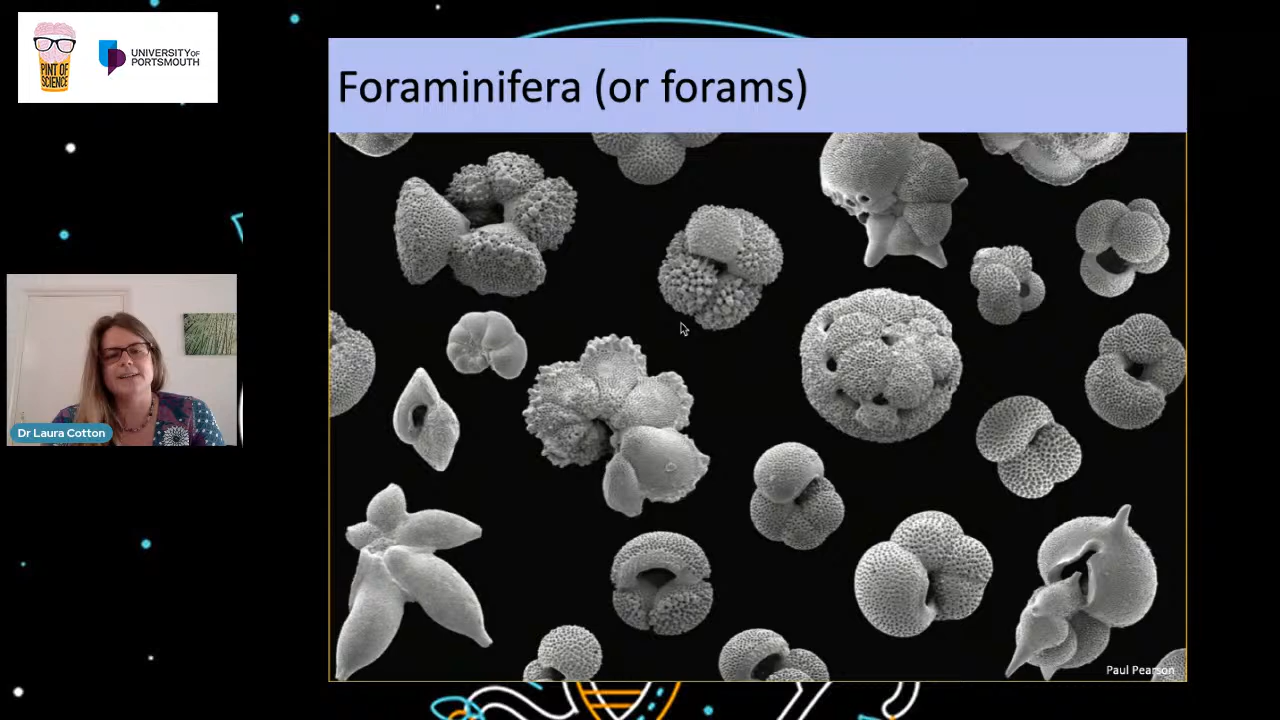 PINT OF
SCIENCE
UNIVERSITY OF
PORTSMOUTH
Foraminifera (or forams)
Dr Laura Cotton
Paul Pearson